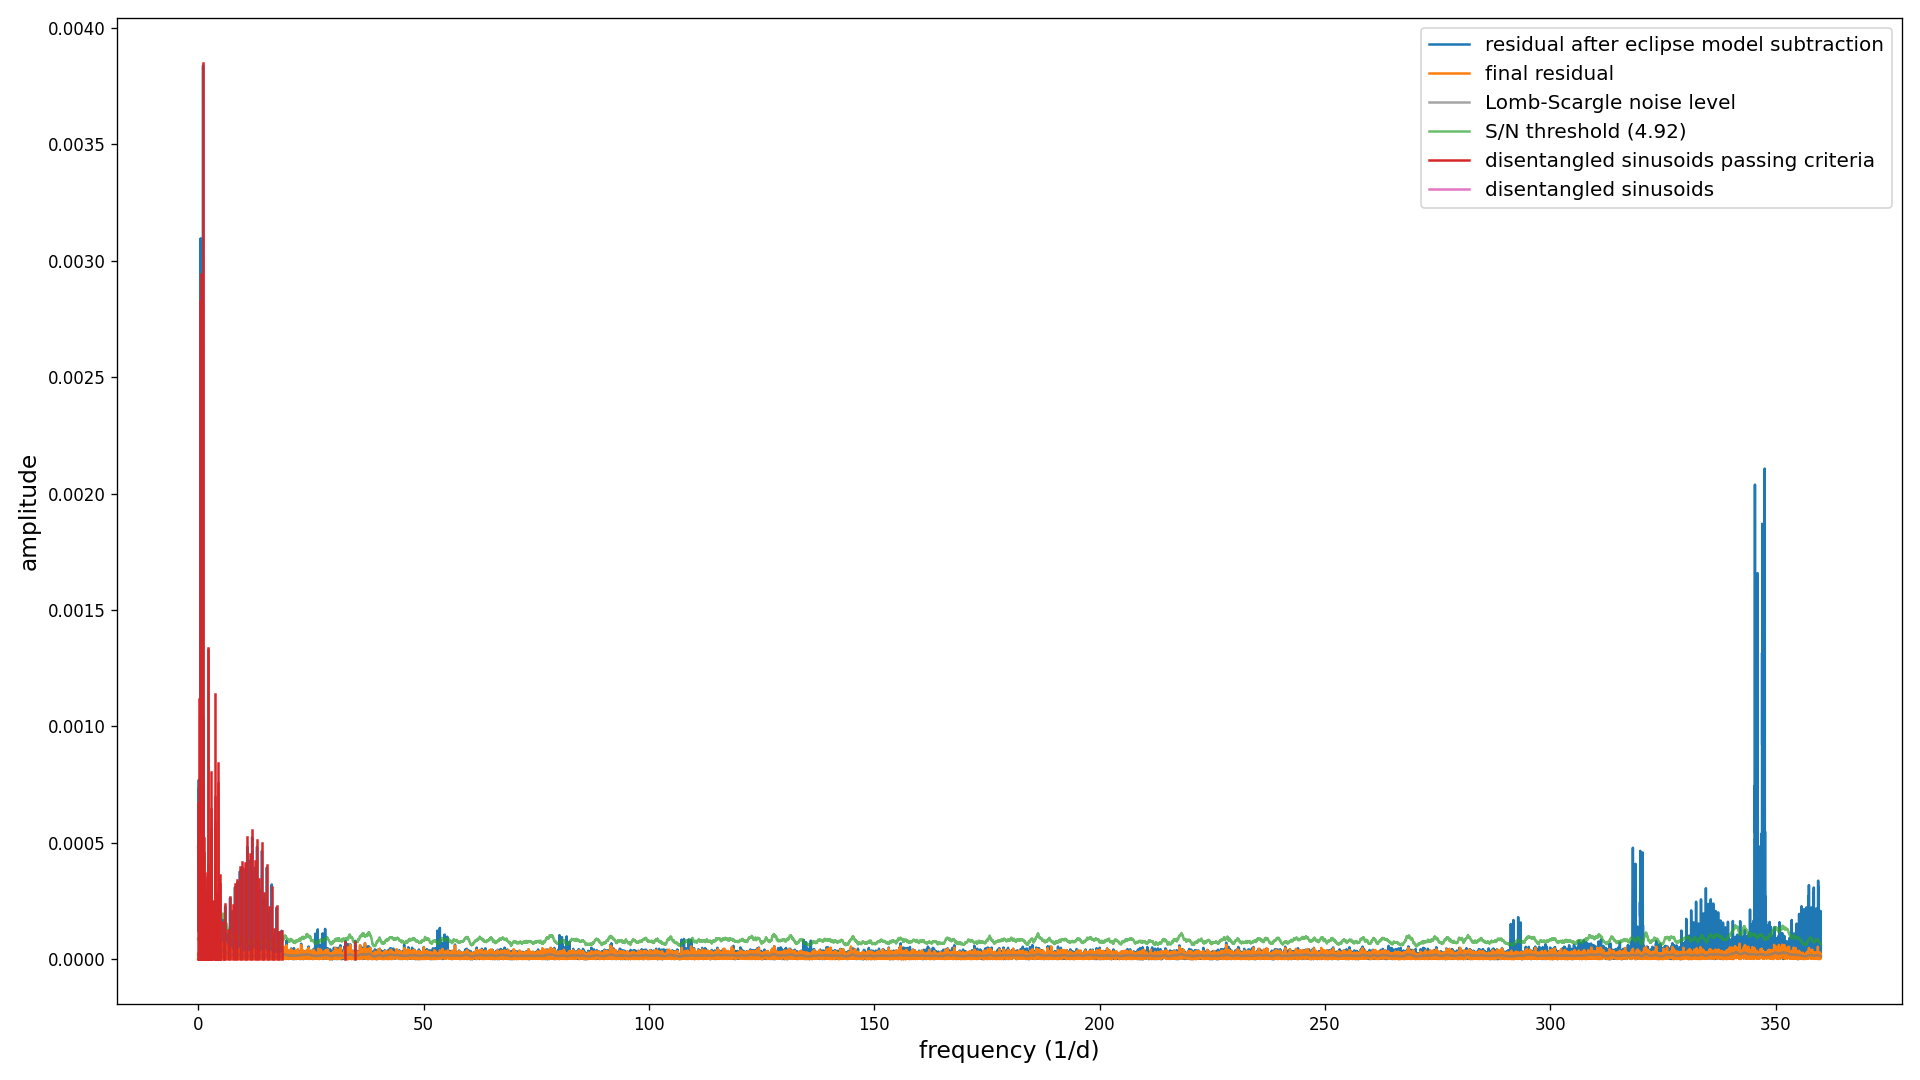 0.0040
0.0035
0.0030
0.0025
0.0020
0.0015
0.0010
0.0005
0.0000
amplitude
0
50
100
150
200
250
300
350
frequency (1/d)
residual after eclipse model subtraction
final residual
Lomb-Scargle noise level
S/N threshold (4.92)
disentangled sinusoids passing criteria
disentangled sinusoids